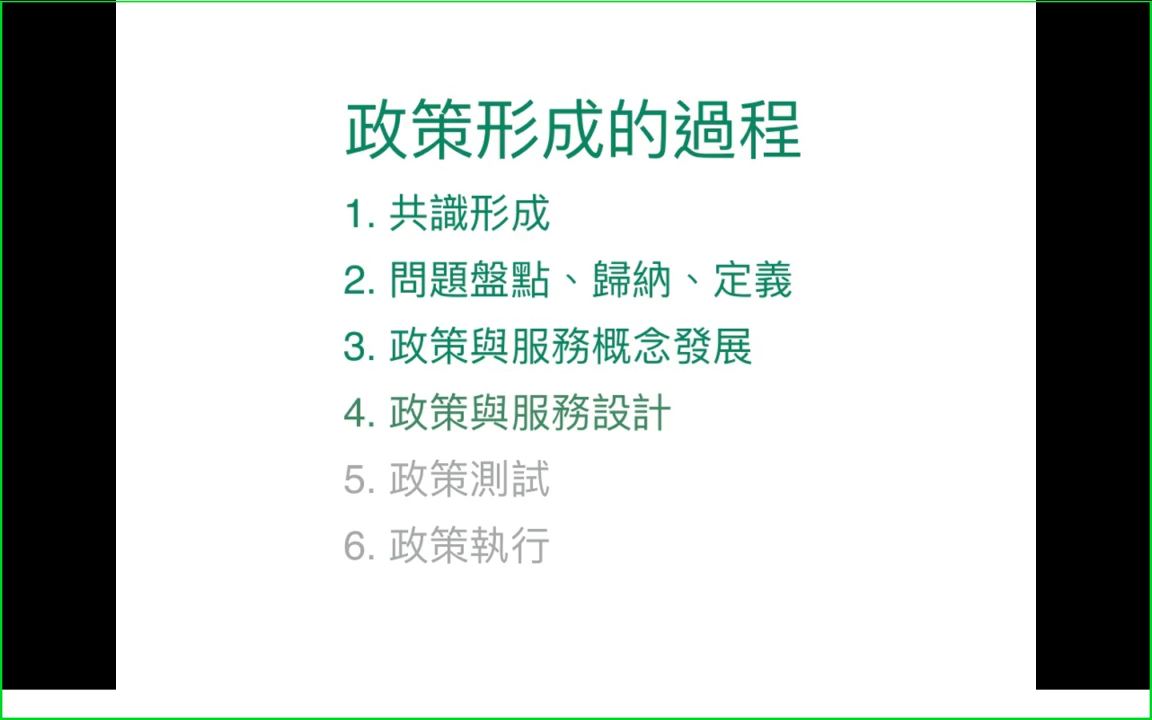 政策形成的過程
1. 共識形成
2. 問題盤點、歸納、定義
3. 政策與服務概念發展
4. 政策與服務設計
5. 政策測試
6. 政策執行